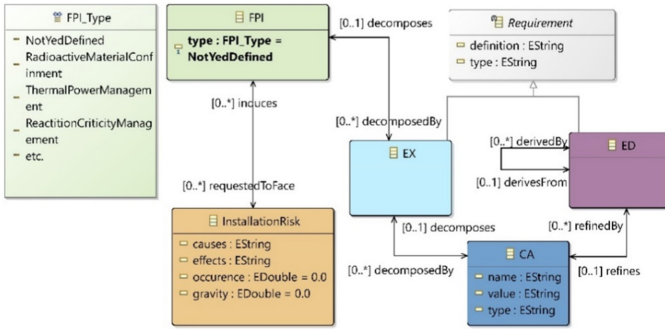 FPI_Type
NotYedDefined
RadioactiveMaterialConf
inment
ThermalPowerManagem
ent
ReactitionCriticityManag
ement
etc.
FPI
type : FPI_Type =
NotYedDefined
[0..1] decomposes
[0..*] decomposedBy
Requirement
definition : EString
type : EString
[0..*] induces
[0..*] requestedToFace
EX
[0..*] derivedBy
[0..1] derivesFrom
ED
InstallationRisk
causes : EString
effects : EString
occurence : EDouble = 0.0
gravity : EDouble = 0.0
[0..1] decomposes
[0..*] decomposedBy
[0..*] refinedBy
[0..1] refines
CA
name : EString
value : EString
type : EString